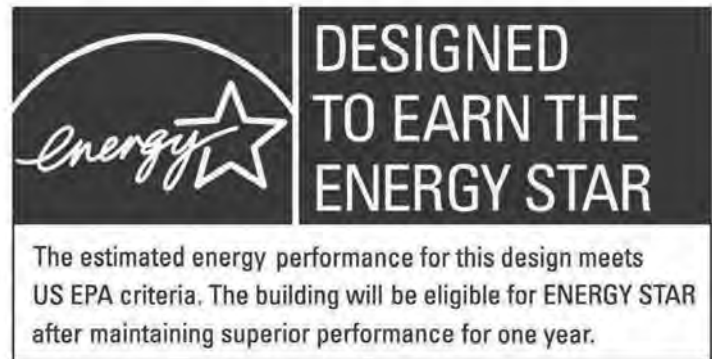 energy
DESIGNED
TO EARN THE
ENERGY STAR
The estimated energy performance for this design meets
US EPA criteria. The building will be eligible for ENERGY STAR
after maintaining superior performance for one year.